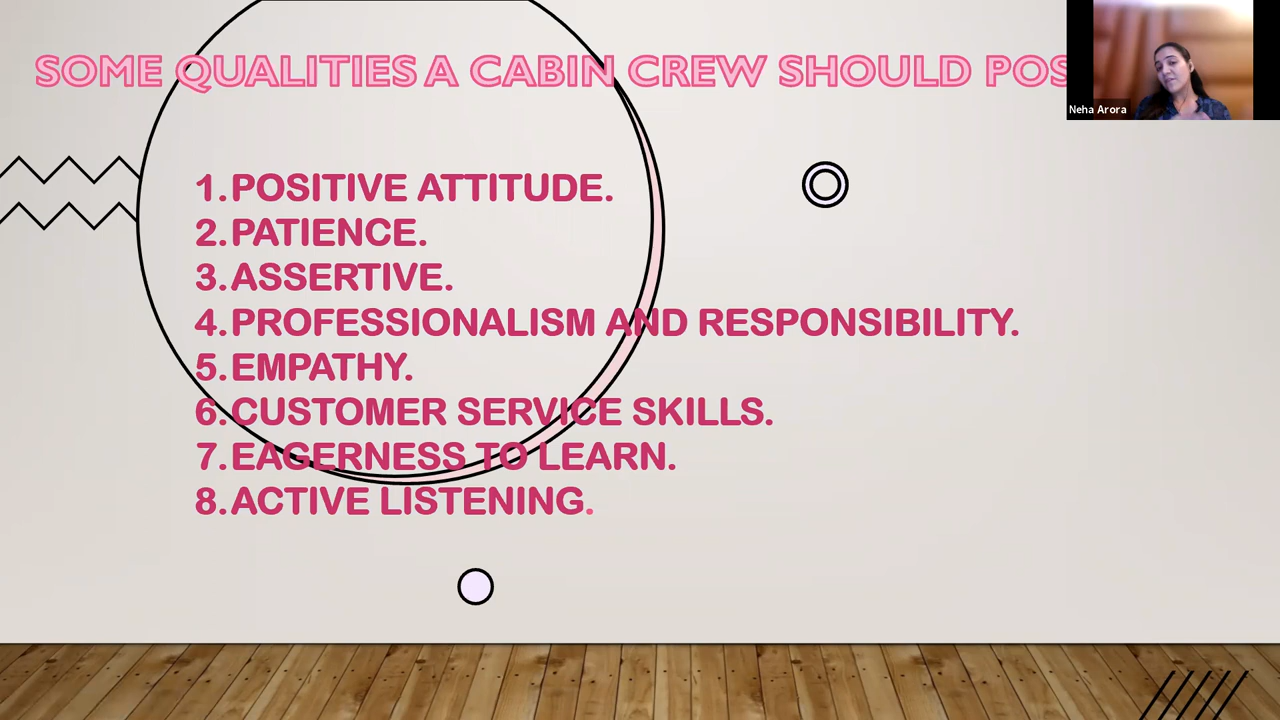 SOME QUALITIES A CABIN CREW SHOULD
Neha Arora
1.POSITIVE ATTITUDE.
2.PATIENCE.
3.ASSERTIVE.
4.PROFESSIONALISM AND RESPONSIBILITY.
5.EMPATHY.
6.CUSTOMER SERVICE SKILLS.
7.EAGERNESS TO LEARN.
8.ACTIVE LISTENING.